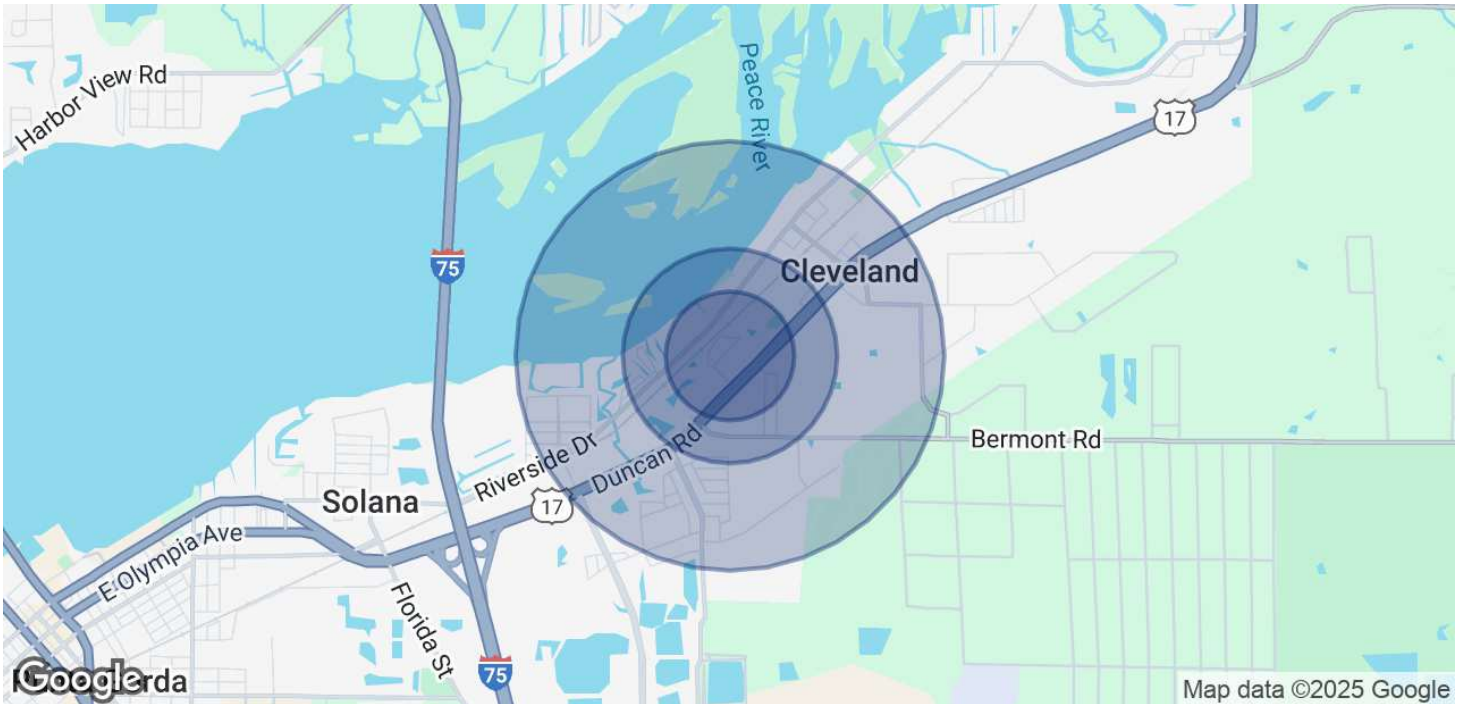 Harbor View Rd
Peace River
17
75
Cleveland
Bermont Rd
Riverside Dr
Duncan Rd
Solana
17
E Olympia Ave
Florida St
75
Google
Map data ©2025 Google